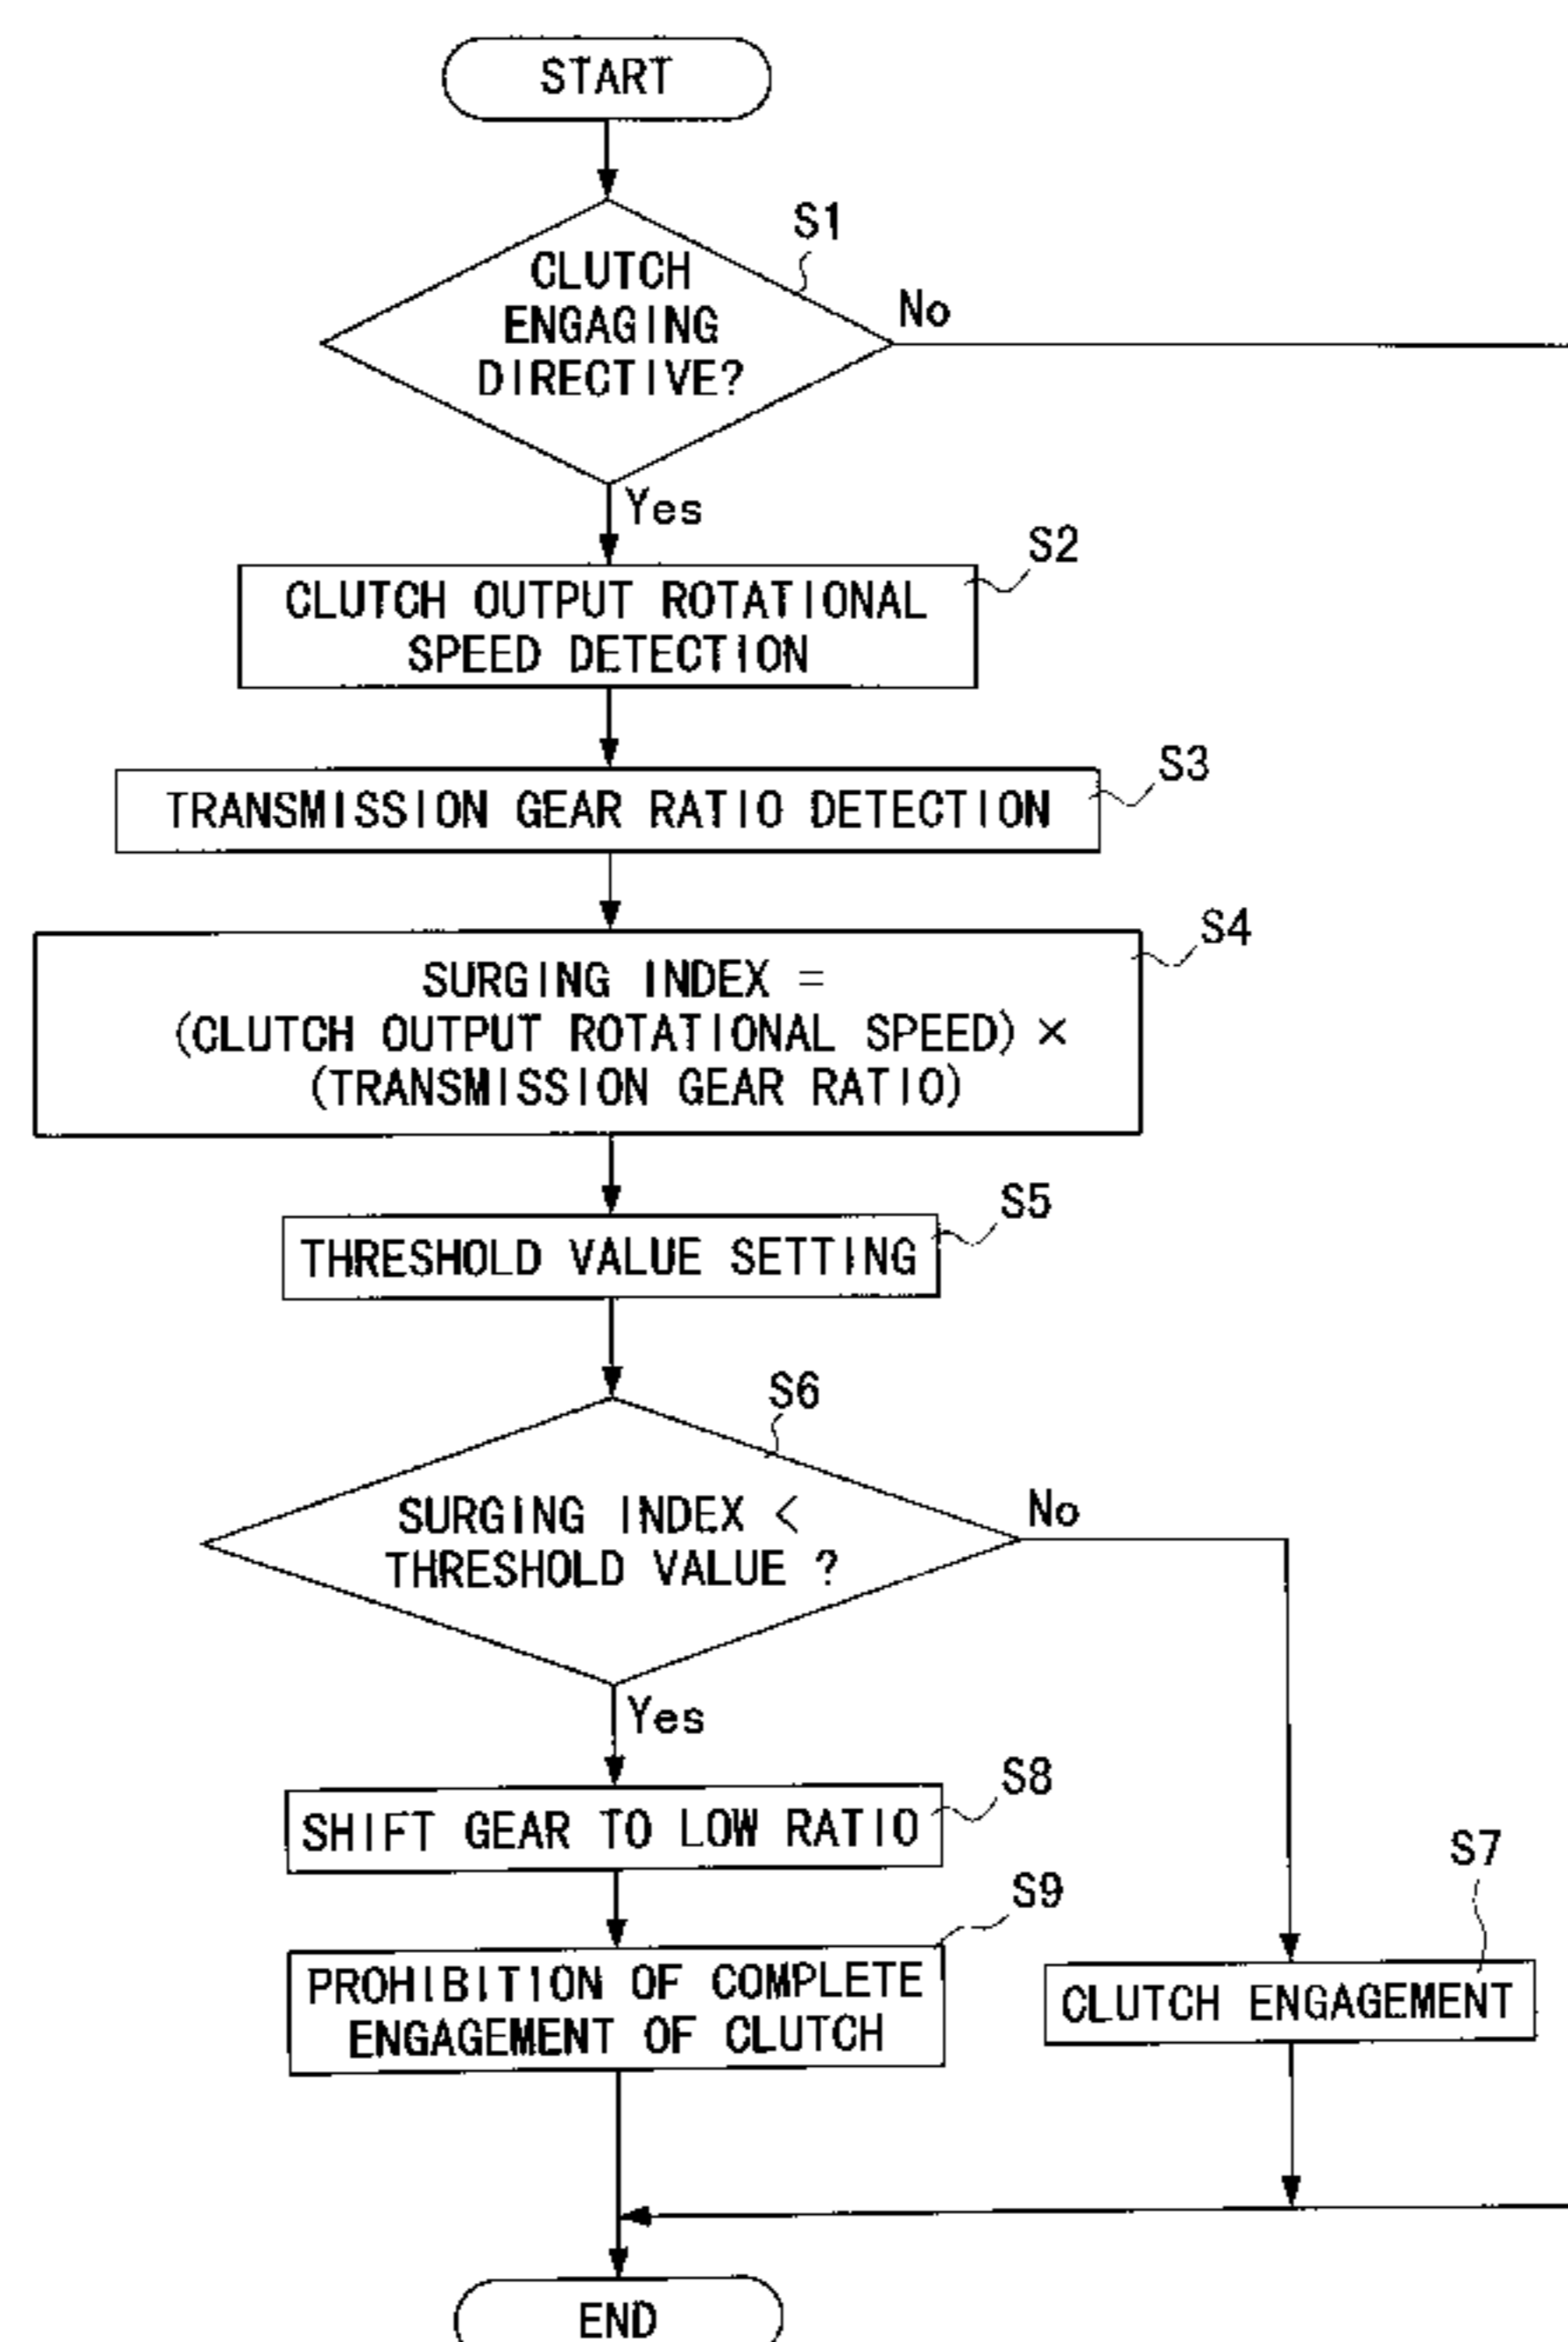 START
S1
CLUTCH
ENGAGING
DIRECTIVE?
No
Yes
S2
CLUTCH OUTPUT ROTATIONAL
SPEED DETECTION
S3
TRANSMISSION GEAR RATIO DETECTION
S4
SURGING INDEX =
(CLUTCH OUTPUT ROTATIONAL SPEED) ×
(TRANSMISSION GEAR RATIO)
S5
THRESHOLD VALUE SETTING
S6
SURGING INDEX <
THRESHOLD VALUE ?
No
Yes
S8
SHIFT GEAR TO LOW RATIO
S9
PROHIBITION OF COMPLETE
ENGAGEMENT OF CLUTCH
S7
CLUTCH ENGAGEMENT
END